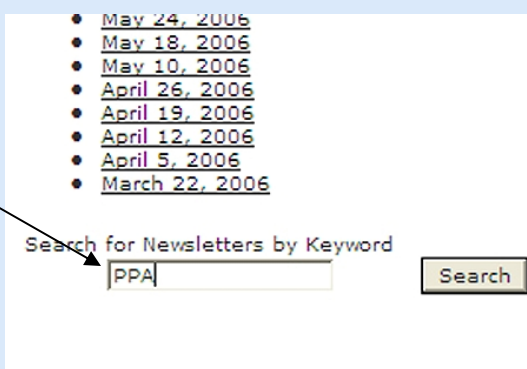 May 24, 2006
May 18, 2006
May 10, 2006
April 26, 2006
April 19, 2006
April 12, 2006
April 5, 2006
March 22, 2006
Search for Newsletters by Keyword
PPA
Search